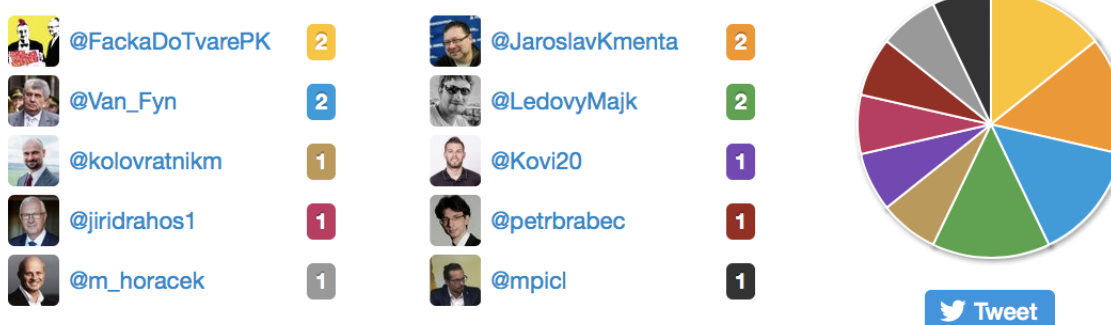 @FackaDoTvarePK 2 @JaroslavKmenta 2
@Van_Fyn 2 @LedovyMajk 2
@kolovratnikm 1 @Kovi20 1
@jiridrahos1 1 @petrbrabec 1
@m_horacek 1 @mpicl 1
Tweet